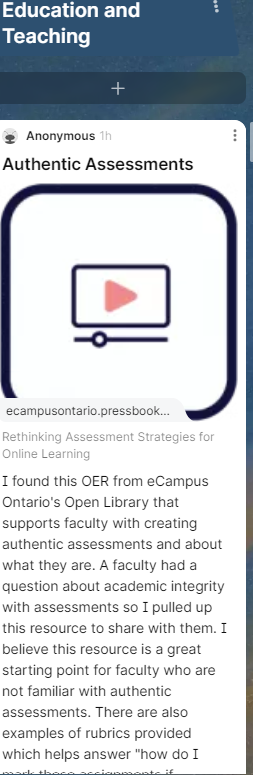 Education and
Teaching
+
Anonymous 1h
Authentic Assessments
ecampusontario.pressbook...
Rethinking Assessment Strategies for
Online Learning
I found this OER from eCampus
Ontario's Open Library that
supports faculty with creating
authentic assessments and about
what they are. A faculty had a
question about academic integrity
with assessments so I pulled up
this resource to share with them. I
believe this resource is a great
starting point for faculty who are
not familiar with authentic
assessments. There are also
examples of rubrics provided
which helps answer "how do I
mark these assignments if